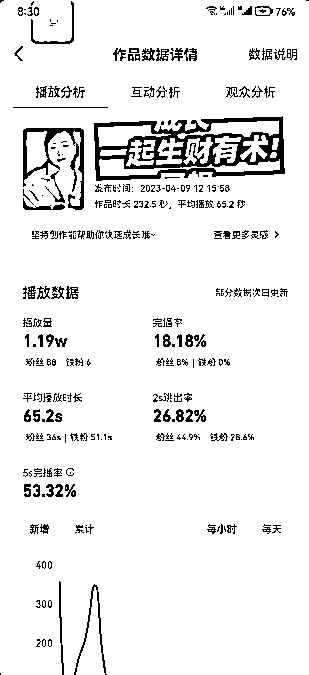 8:30
76%
作品数据详情
数据说明
播放分析
互动分析
观众分析
成长
一起生财有术!
发布时间：2023-04-09 12:15:58
作品时长 232.5 秒，平均播放 65.2 秒
坚持创作能帮助你快速成长哦~
查看更多灵感 >
播放数据
部分数据次日更新
播放量
完播率
1.19w
18.18%
粉丝 88 铁粉 6
粉丝 8% | 铁粉 0%
平均播放时长
2s跳出率
65.2s
26.82%
粉丝 36s | 铁粉 51.1s
粉丝 44.9% 铁粉 28.6%
5s完播率
53.32%
新增
累计
每小时
每天
400
300
200